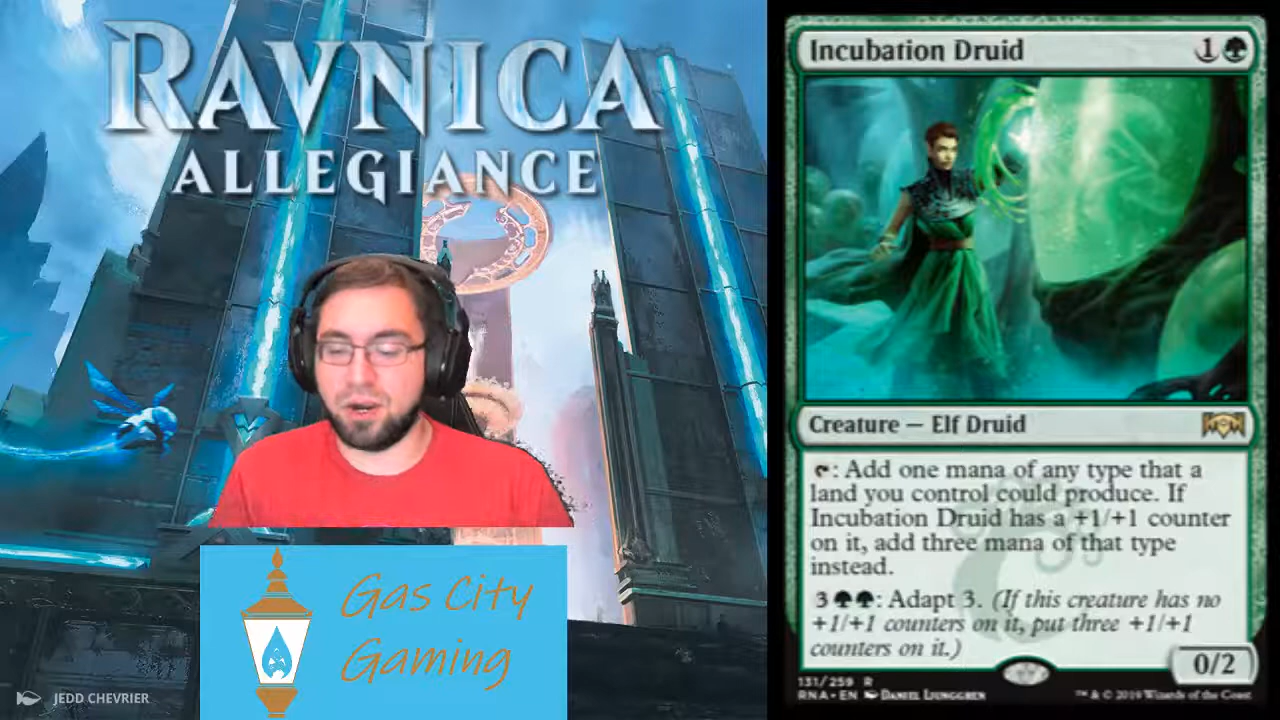 RAVNICA
ALLEGIANCE
Gas City
Gaming
JEDD CHEVRIER
Incubation Druid
1
Creature — Elf Druid
: Add one mana of any type that a
land you control could produce. If
Incubation Druid has a +1/+1 counter
on it, add three mana of that type
instead.
3 : Adapt 3. (If this creature has no
+1/+1 counters on it, put three +1/+1
counters on it.)
0/2
131/259 R
RNA • EN DANIEL LJUNGGREN
™ & © 2019 Wizards of the Coast